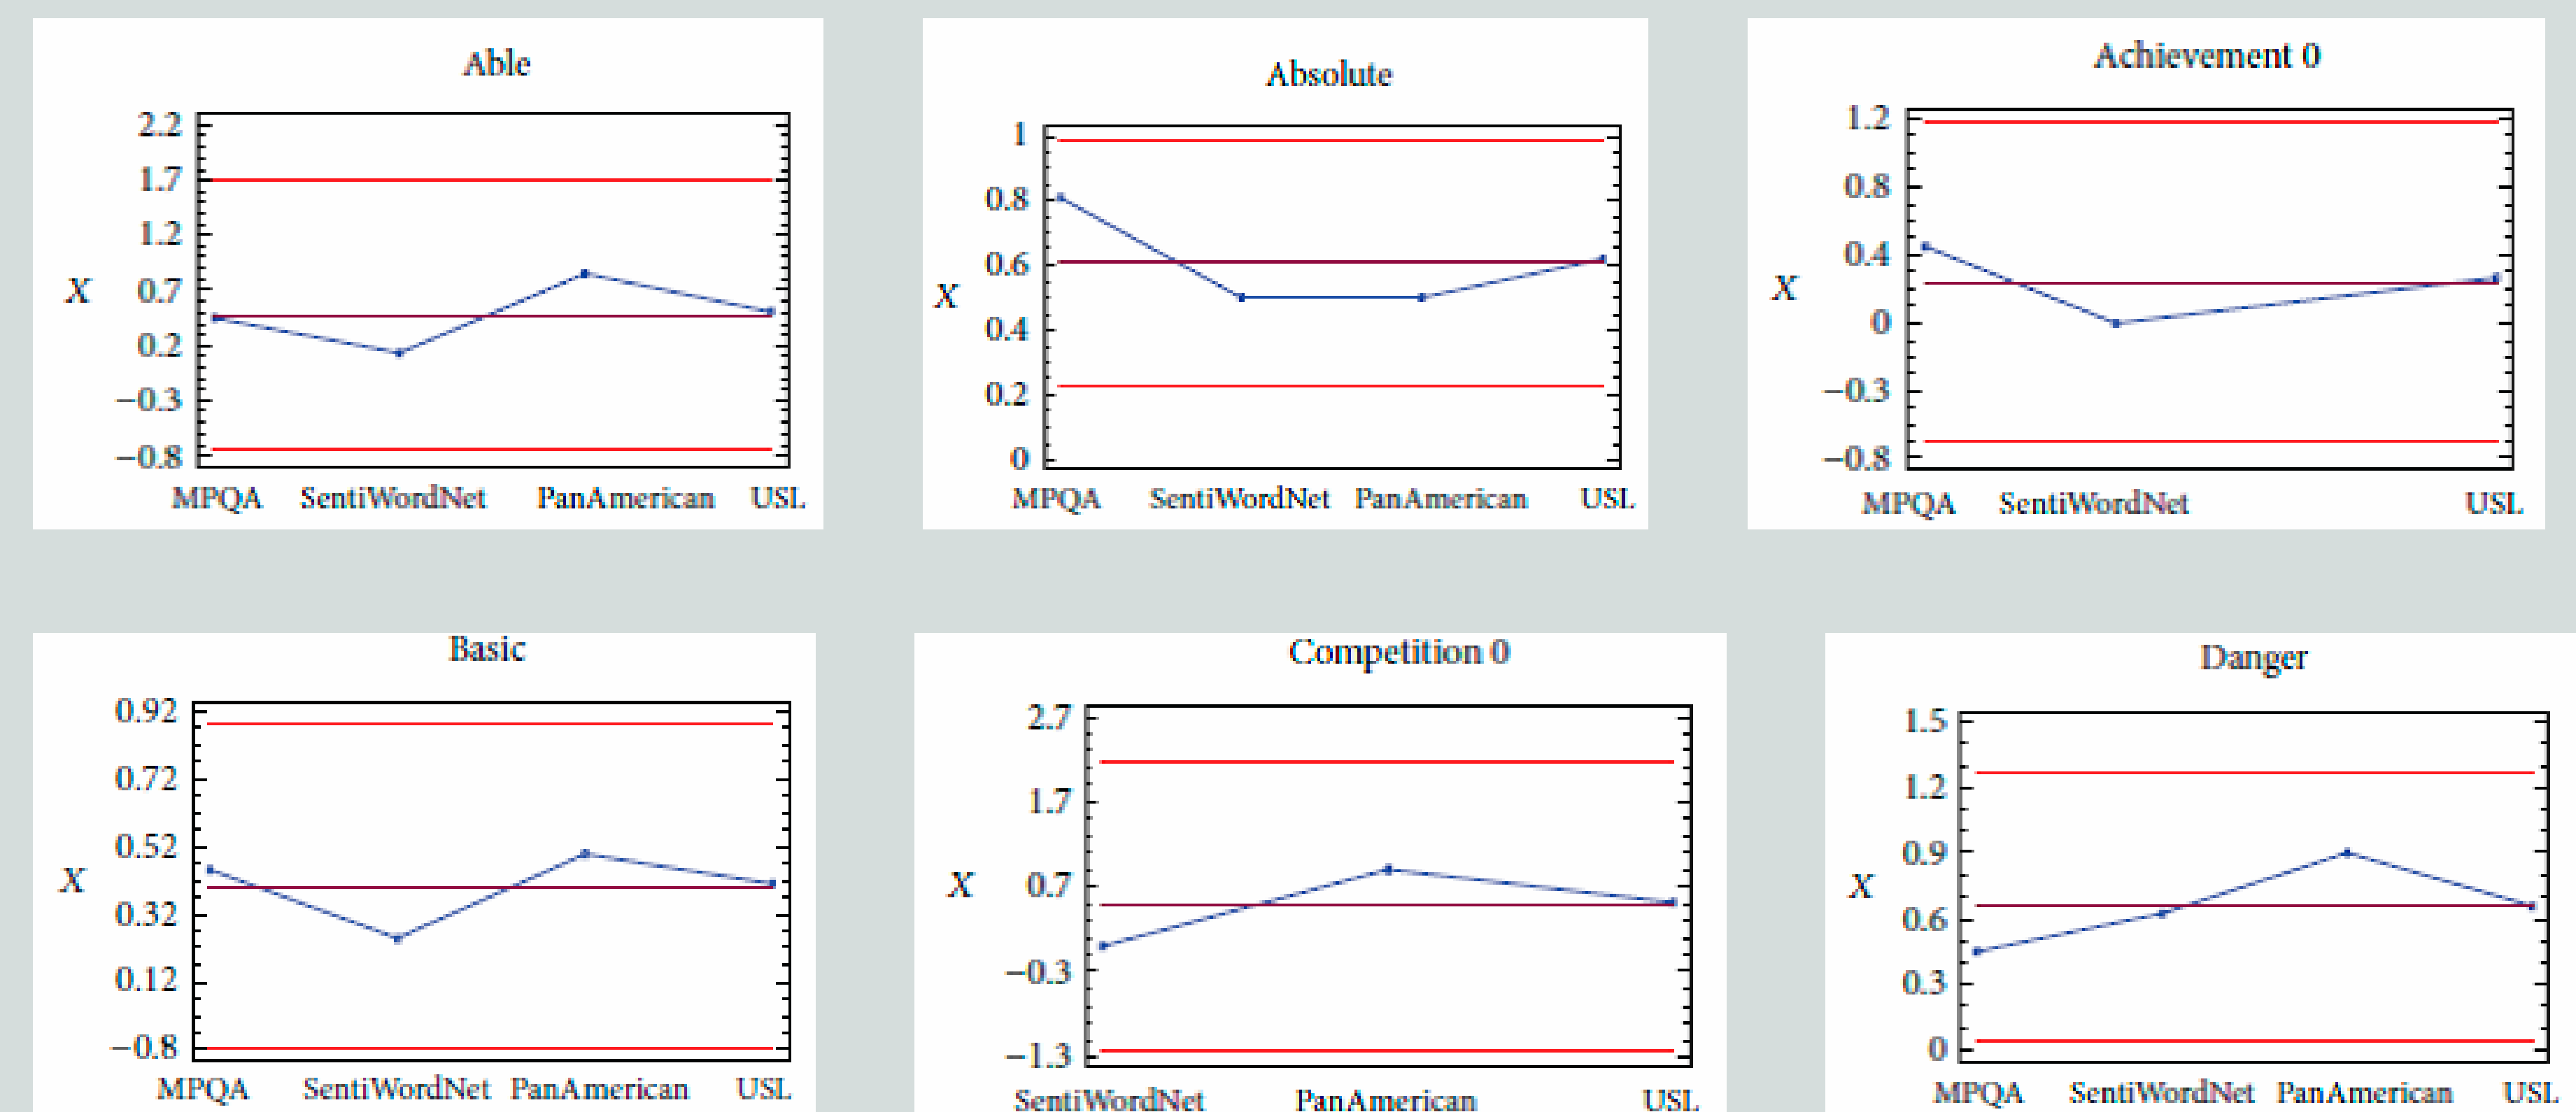 Able
2.2
1.7
1.2
0.7
0.2
−0.3
−0.8
X
MPQA SentiWordNet PanAmerican USL
Absolute
1
0.8
0.6
0.4
0.2
0
X
MPQA SentiWordNet PanAmerican USL
Achievement 0
1.2
0.8
0.4
0
−0.3
−0.8
X
MPQA SentiWordNet USL
Basic
0.92
0.72
0.52
0.32
0.12
−0.8
X
MPQA SentiWordNet PanAmerican USL
Competition 0
2.7
1.7
0.7
−0.3
−1.3
X
SentiWordNet PanAmerican USL
Danger
1.5
1.2
0.9
0.6
0.3
0
X
MPQA SentiWordNet PanAmerican USL